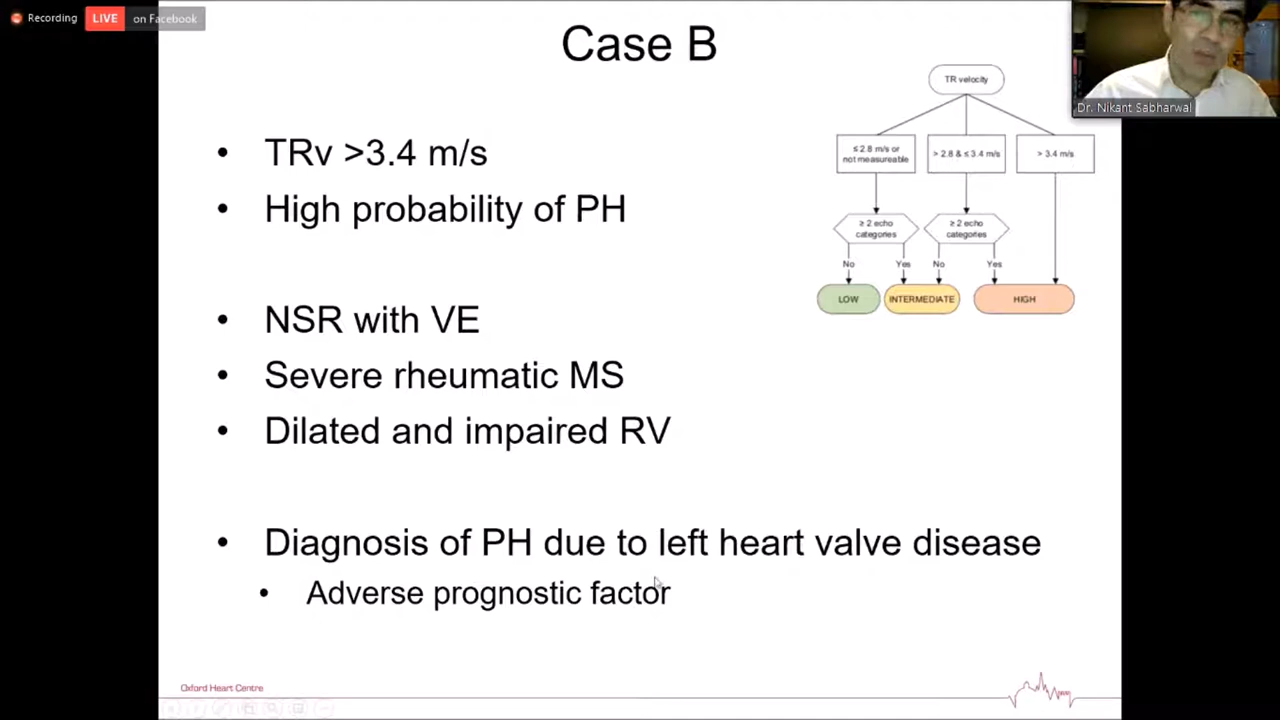 Recording
LIVE on Facebook
Case B
Dr. Nikant Sabharwal
• TRv >3.4 m/s
• High probability of PH
• NSR with VE
• Severe rheumatic MS
• Dilated and impaired RV
• Diagnosis of PH due to left heart valve disease
• Adverse prognostic factor
TR velocity
≤ 2.8 m/s or
not measureable
> 2.8 & ≤ 3.4 m/s
> 3.4 m/s
≥ 2 echo
categories
≥ 2 echo
categories
No
Yes
No
Yes
LOW
INTERMEDIATE
HIGH
Oxford Heart Centre